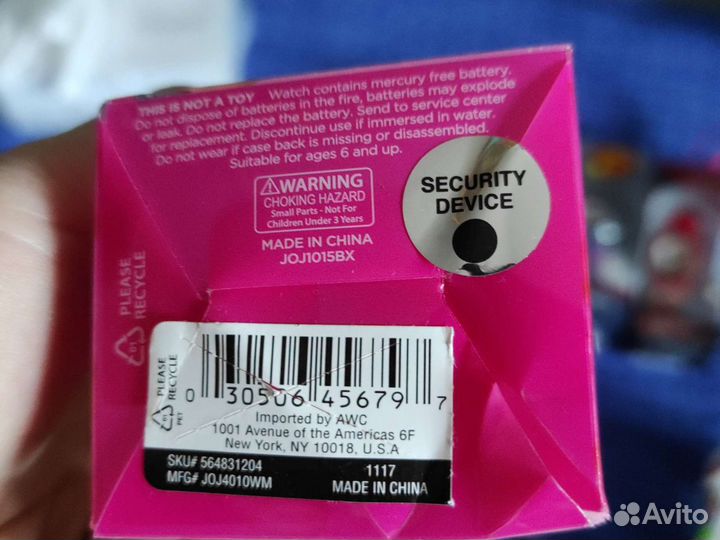 THIS IS NOT A TOY Watch contains mercury free battery.
Do not dispose of batteries in the fire, batteries may explode
or leak. Do not replace the battery. Send to service center
for replacement. Discontinue use if immersed in water.
Do not wear if case back is missing or disassembled.
Suitable for ages 6 and up.
WARNING
CHOKING HAZARD
Small Parts - Not For
Children Under 3 Years
MADE IN CHINA
JOJ1015BX
SECURITY
DEVICE
PLEASE
RECYCLE
01
PLEASE
RECYCLE
01
PET
0 30506 45679 7
Imported by AWC
1001 Avenue of the Americas 6F
New York, NY 10018, U.S.A
SKU# 564831204 1117
MFG# JOJ4010WM MADE IN CHINA
Avito